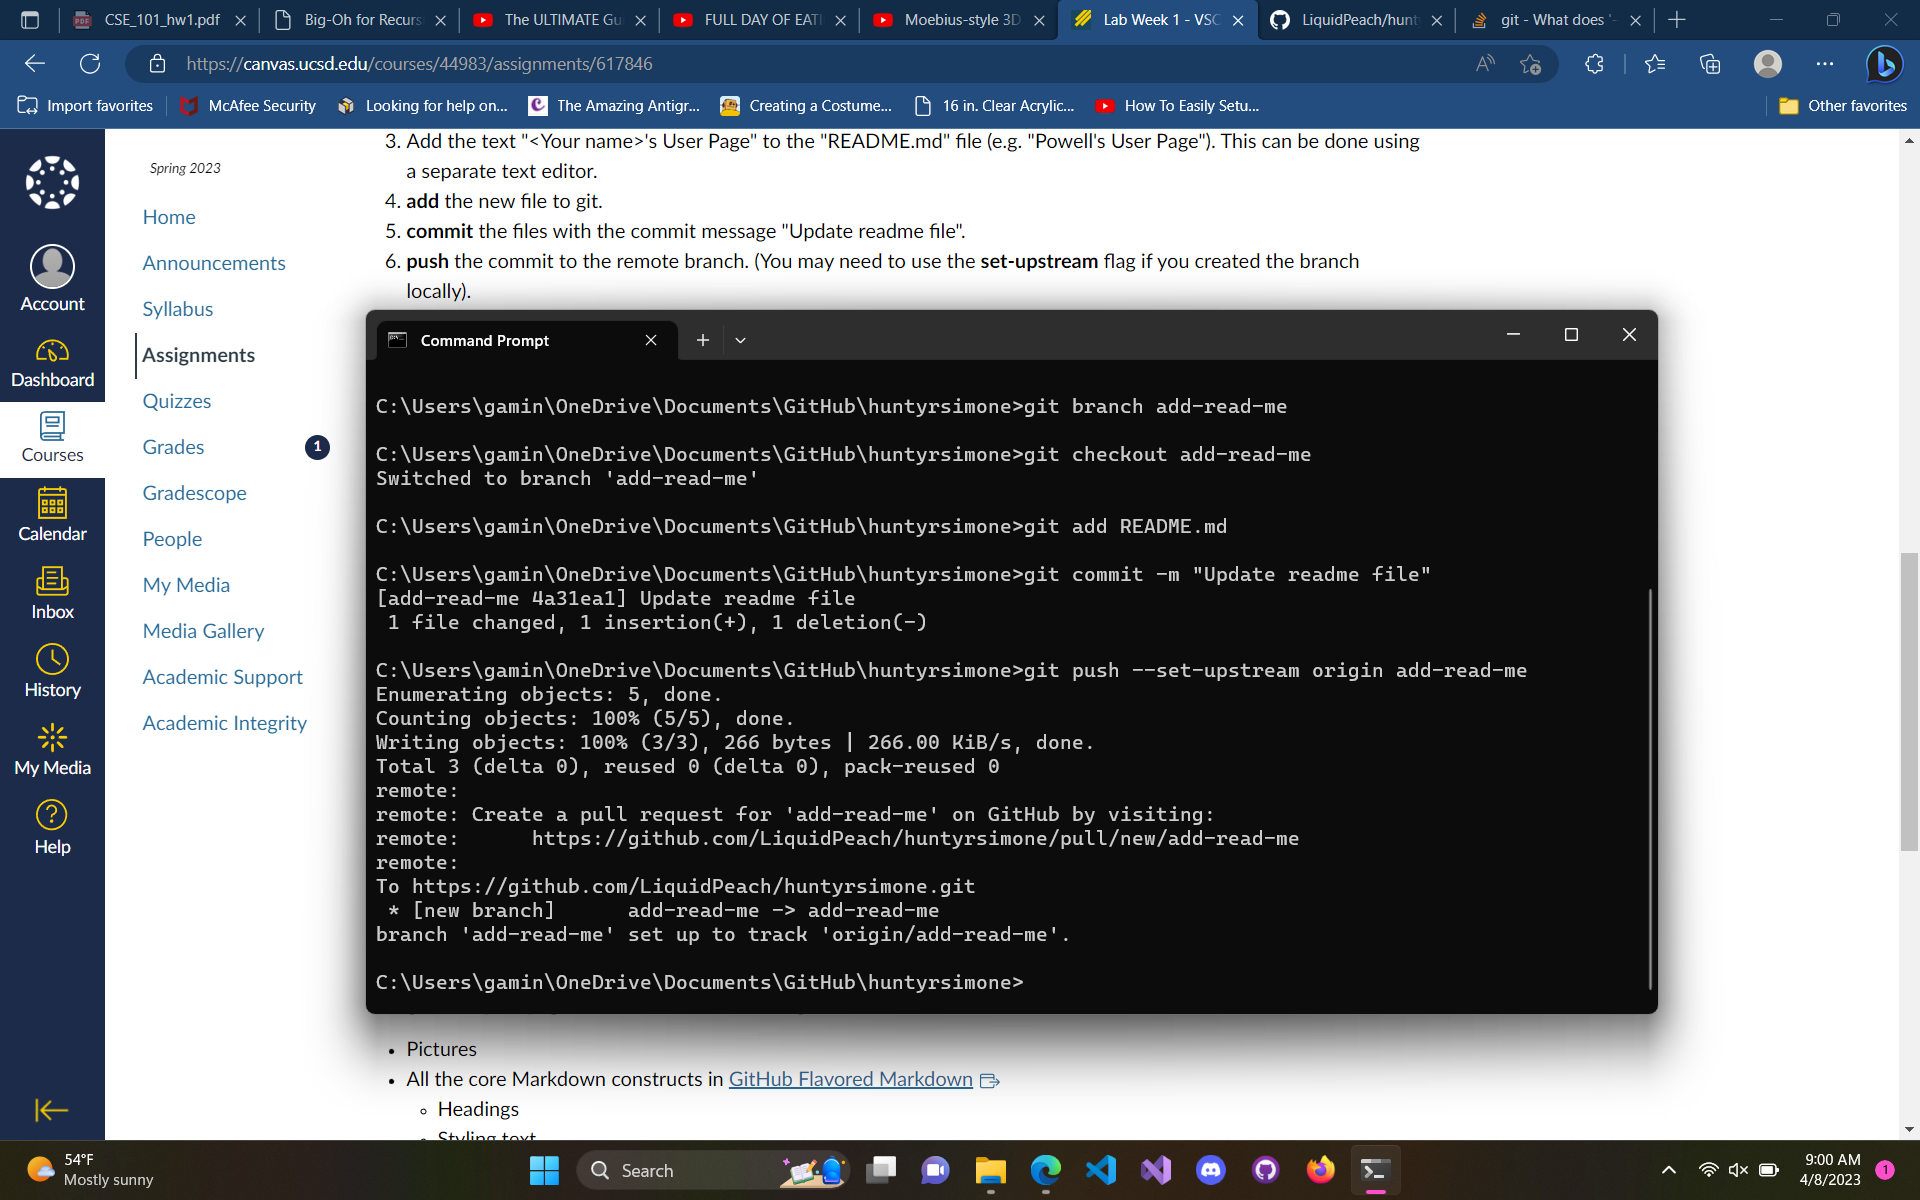 CSE_101_hw1.pdf
Big-Oh for Recurs
The ULTIMATE Gu
FULL DAY OF EATI
Moebius-style 3D
Lab Week 1 - VSC
LiquidPeach/hunt
git - What does '-
https://canvas.ucsd.edu/courses/44983/assignments/617846
Import favorites
McAfee Security
Looking for help on...
The Amazing Antigr...
Creating a Costume...
16 in. Clear Acrylic...
How To Easily Setu...
Other favorites
Account
Dashboard
Courses
Calendar
Inbox
History
My Media
Help
Spring 2023
Home
Announcements
Syllabus
Assignments
Quizzes
Grades
1
Gradescope
People
My Media
Media Gallery
Academic Support
Academic Integrity
3. Add the text "<Your name>'s User Page" to the "README.md" file (e.g. "Powell's User Page"). This can be done using
a separate text editor.
4. add the new file to git.
5. commit the files with the commit message "Update readme file".
6. push the commit to the remote branch. (You may need to use the set-upstream flag if you created the branch
locally).
Command Prompt
C:\Users\gamin\OneDrive\Documents\GitHub\huntyrsimone>git branch add-read-me
C:\Users\gamin\OneDrive\Documents\GitHub\huntyrsimone>git checkout add-read-me
Switched to branch 'add-read-me'
C:\Users\gamin\OneDrive\Documents\GitHub\huntyrsimone>git add README.md
C:\Users\gamin\OneDrive\Documents\GitHub\huntyrsimone>git commit -m "Update readme file"
[add-read-me 4a31ea1] Update readme file
1 file changed, 1 insertion(+), 1 deletion(-)
C:\Users\gamin\OneDrive\Documents\GitHub\huntyrsimone>git push --set-upstream origin add-read-me
Enumerating objects: 5, done.
Counting objects: 100% (5/5), done.
Writing objects: 100% (3/3), 266 bytes | 266.00 KiB/s, done.
Total 3 (delta 0), reused 0 (delta 0), pack-reused 0
remote:
remote: Create a pull request for 'add-read-me' on GitHub by visiting:
remote:      https://github.com/LiquidPeach/huntyrsimone/pull/new/add-read-me
remote:
To https://github.com/LiquidPeach/huntyrsimone.git
* [new branch]      add-read-me -> add-read-me
branch 'add-read-me' set up to track 'origin/add-read-me'.
C:\Users\gamin\OneDrive\Documents\GitHub\huntyrsimone>
• Pictures
• All the core Markdown constructs in GitHub Flavored Markdown
◦ Headings
◦ Styling text
54°F
Mostly sunny
Search
9:00 AM
4/8/2023
1